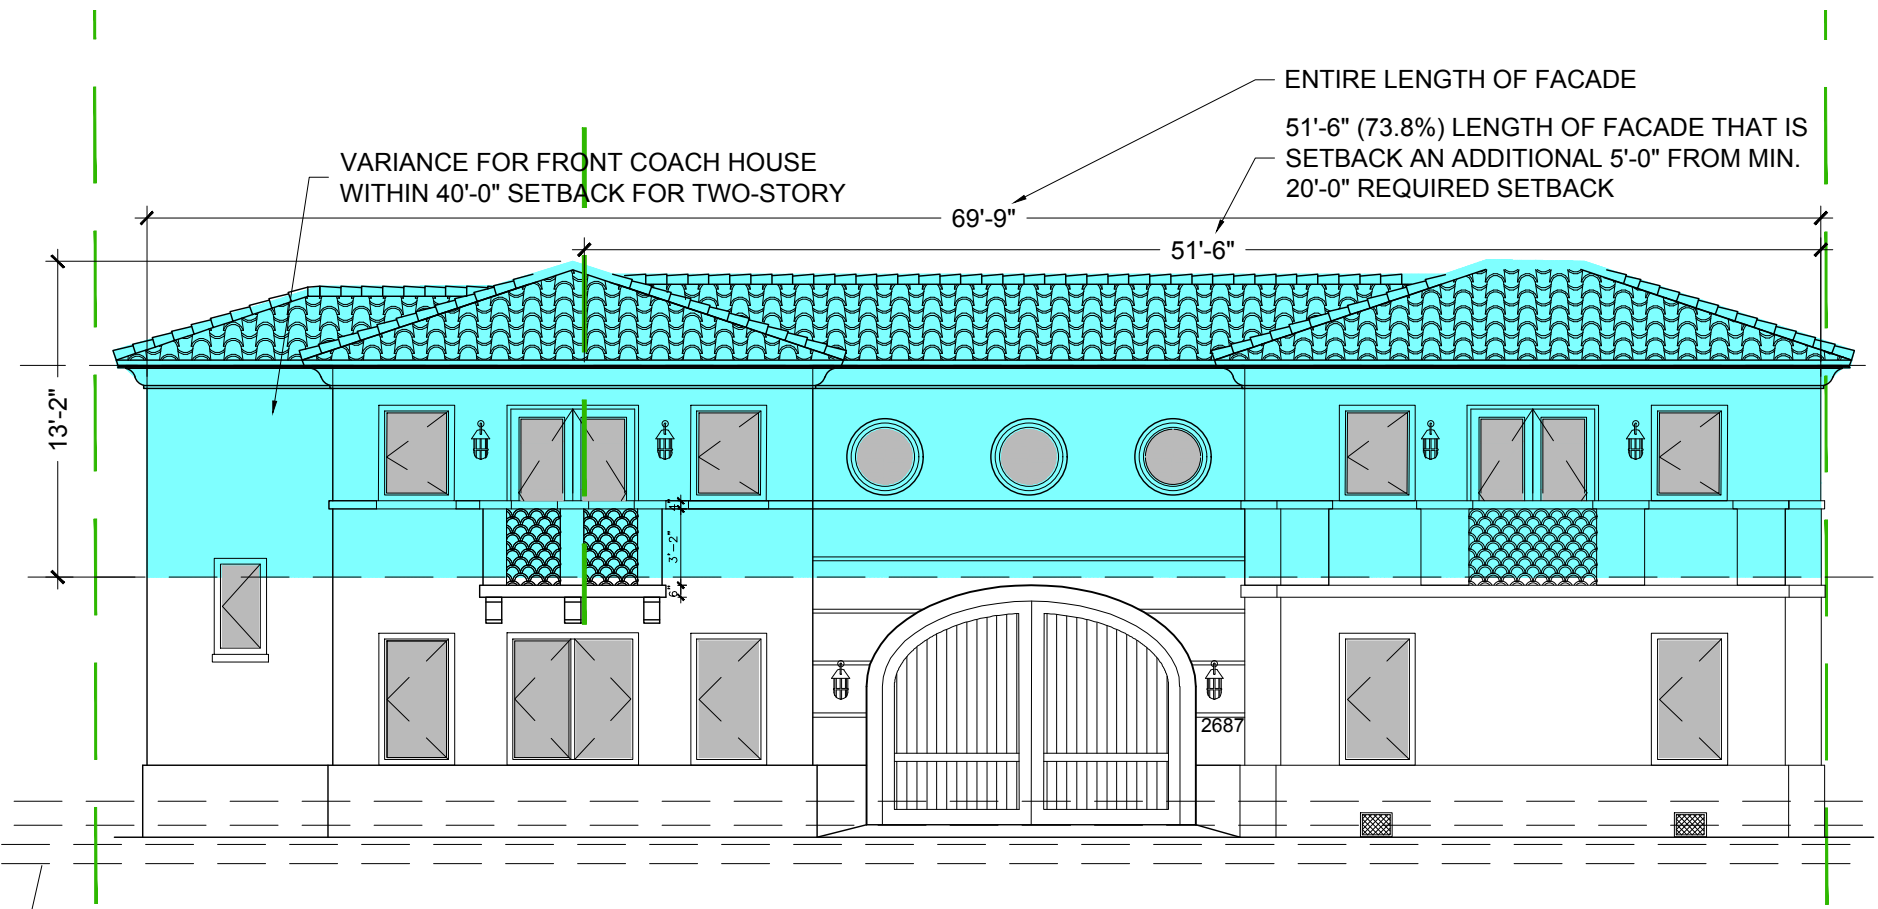 ENTIRE LENGTH OF FACADE
51'-6" (73.8%) LENGTH OF FACADE THAT IS
SETBACK AN ADDITIONAL 5'-0" FROM MIN.
20'-0" REQUIRED SETBACK
VARIANCE FOR FRONT COACH HOUSE
WITHIN 40'-0" SETBACK FOR TWO-STORY
69'-9"
51'-6"
13'-2"
4"
3'-2"
6"
2687